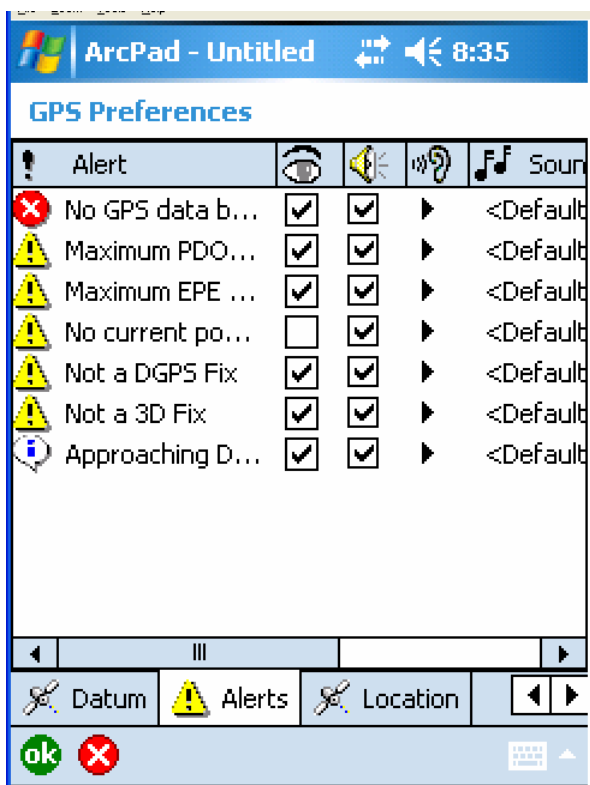 ArcPad - Untitled 8:35
GPS Preferences
! Alert Soun
No GPS data b... <Default
Maximum PDO... <Default
Maximum EPE ... <Default
No current po... <Default
Not a DGPS Fix <Default
Not a 3D Fix <Default
Approaching D... <Default
Datum Alerts Location
ok